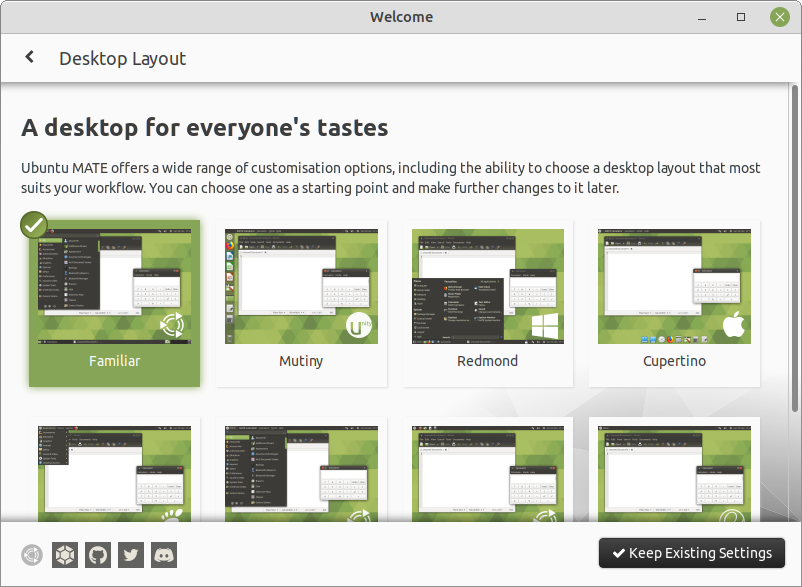 Welcome
Desktop Layout
A desktop for everyone's tastes
Ubuntu MATE offers a wide range of customisation options, including the ability to choose a desktop layout that most
suits your workflow. You can choose one as a starting point and make further changes to it later.
Familiar
Mutiny
Redmond
Cupertino
Keep Existing Settings